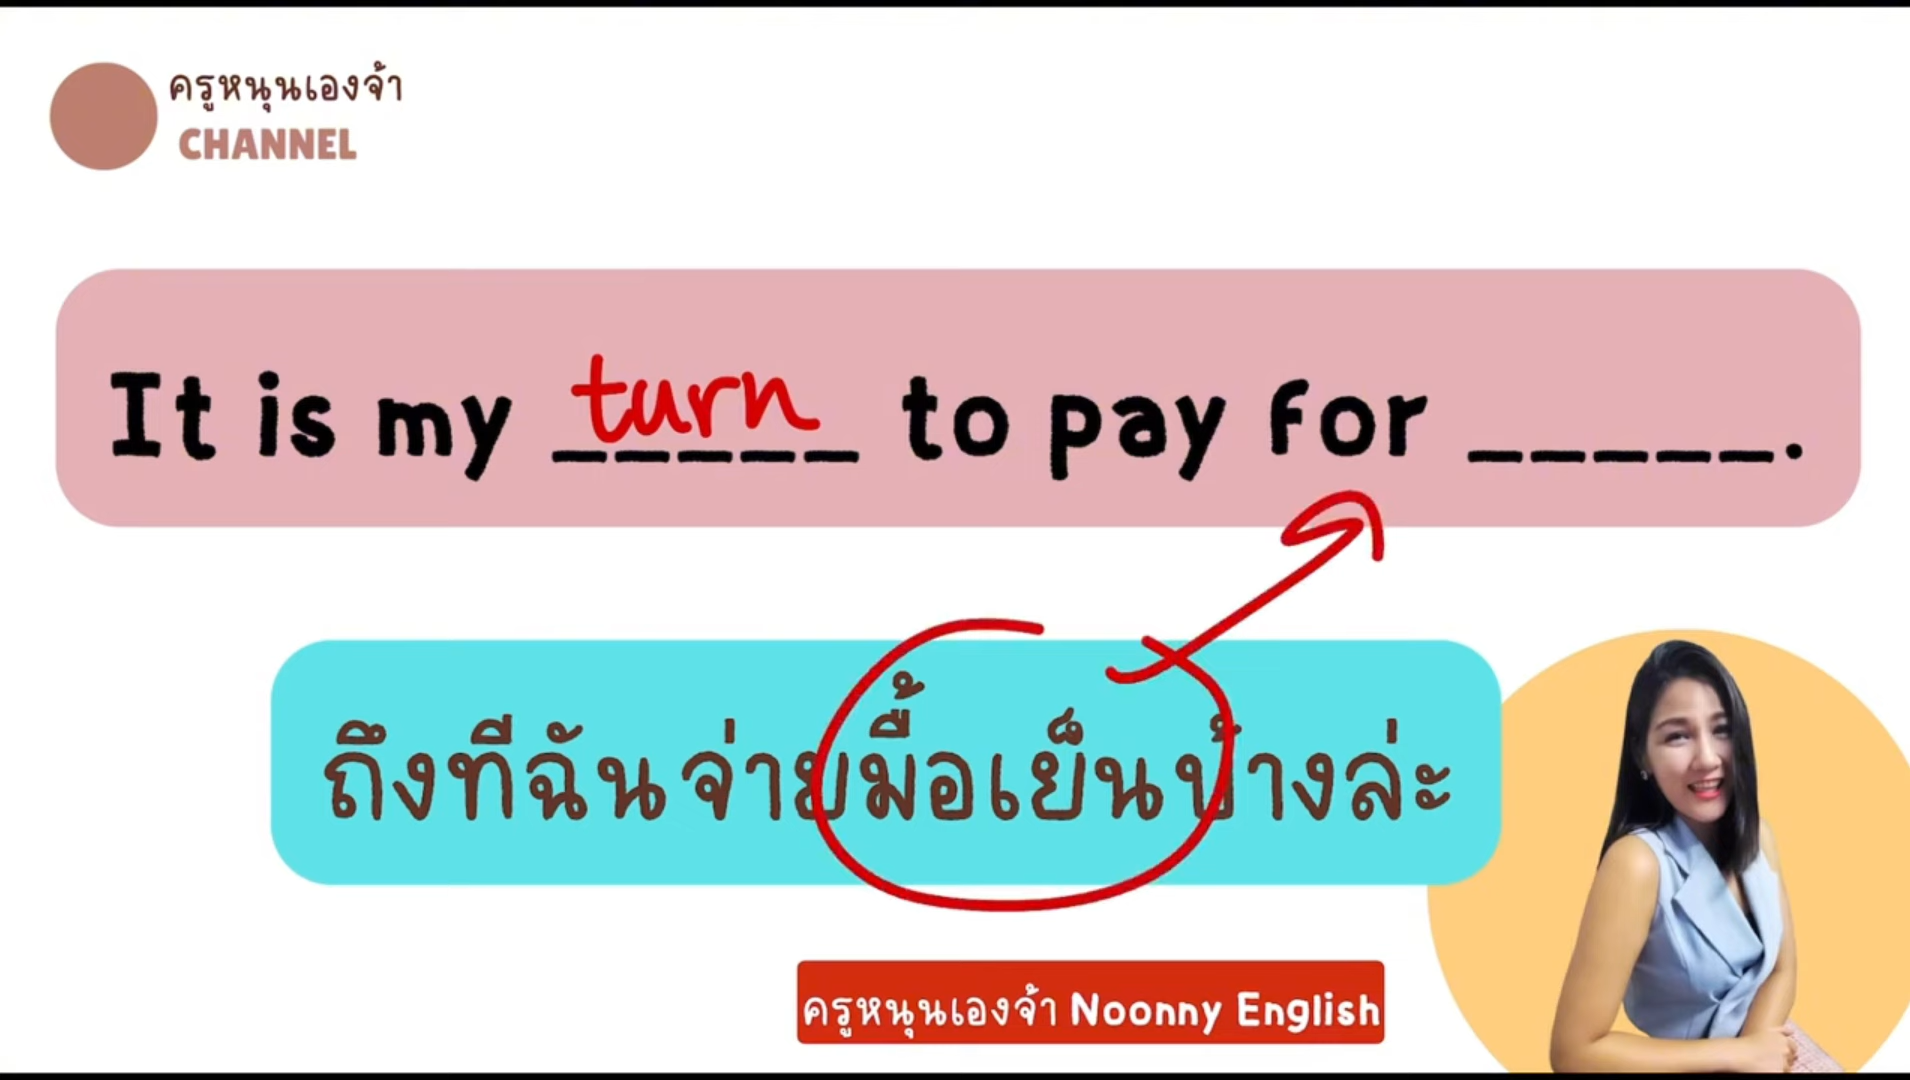 ครูหนุนเองจ้า
CHANNEL
It is my turn to pay for _____.
ถึงทีฉันจ่ายมื้อเย็นบ้างล่ะ
ครูหนุนเองจ้า Noonny English